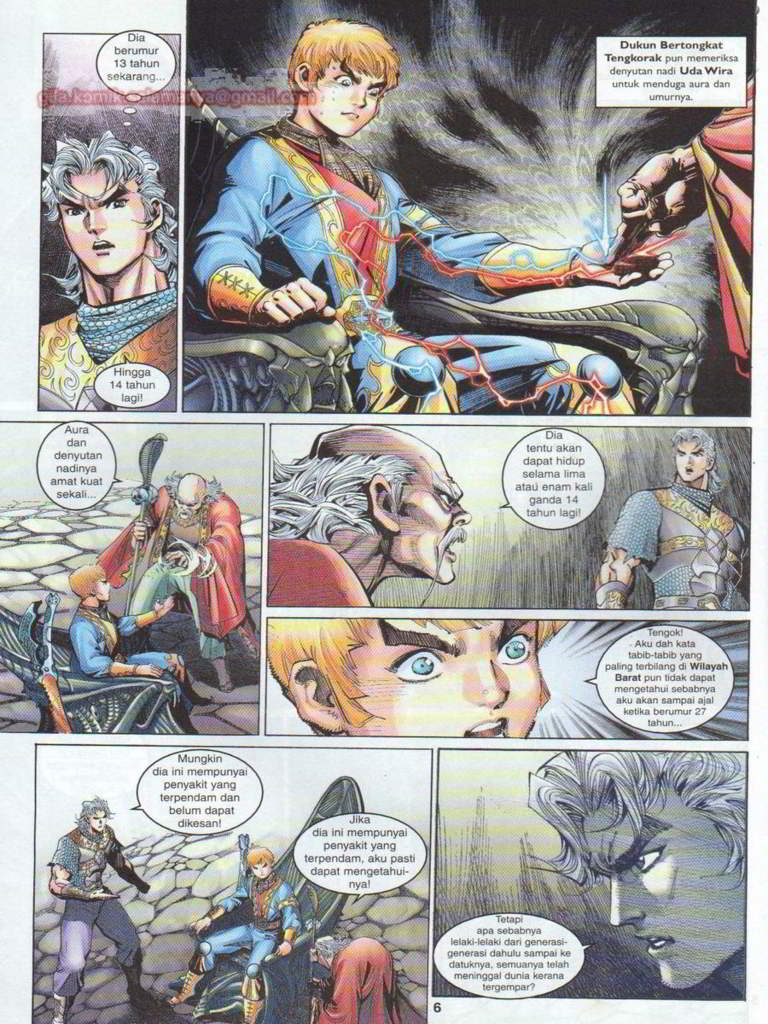 Dia
berumur
13 tahun
sekarang...
Hingga
14 tahun
lagi!
Dukun Bertongkat
Tengkorak pun memeriksa
denyutan nadi Uda Wira
untuk menduga aura dan
umurnya.
Aura
dan
denyutan
nadinya
amat kuat
sekali...
Dia
tentu akan
dapat hidup
selama lima
atau enam kali
ganda 14
tahun lagi!
Tengok!
Aku dah kata
tabib-tabib yang
paling terbilang di Wilayah
Barat pun tidak dapat
mengetahui sebabnya
aku akan sampai ajal
ketika berumur 27
tahun...
Mungkin
dia ini mempunyai
penyakit yang
terpendam dan
belum dapat
dikesan!
Jika
dia ini mempunyai
penyakit yang
terpendam, aku pasti
dapat mengetahui-
nya!
Tetapi
apa sebabnya
lelaki-lelaki dari generasi-
generasi dahulu sampai ke
datuknya, semuanya telah
meninggal dunia kerana
tergempar?
6